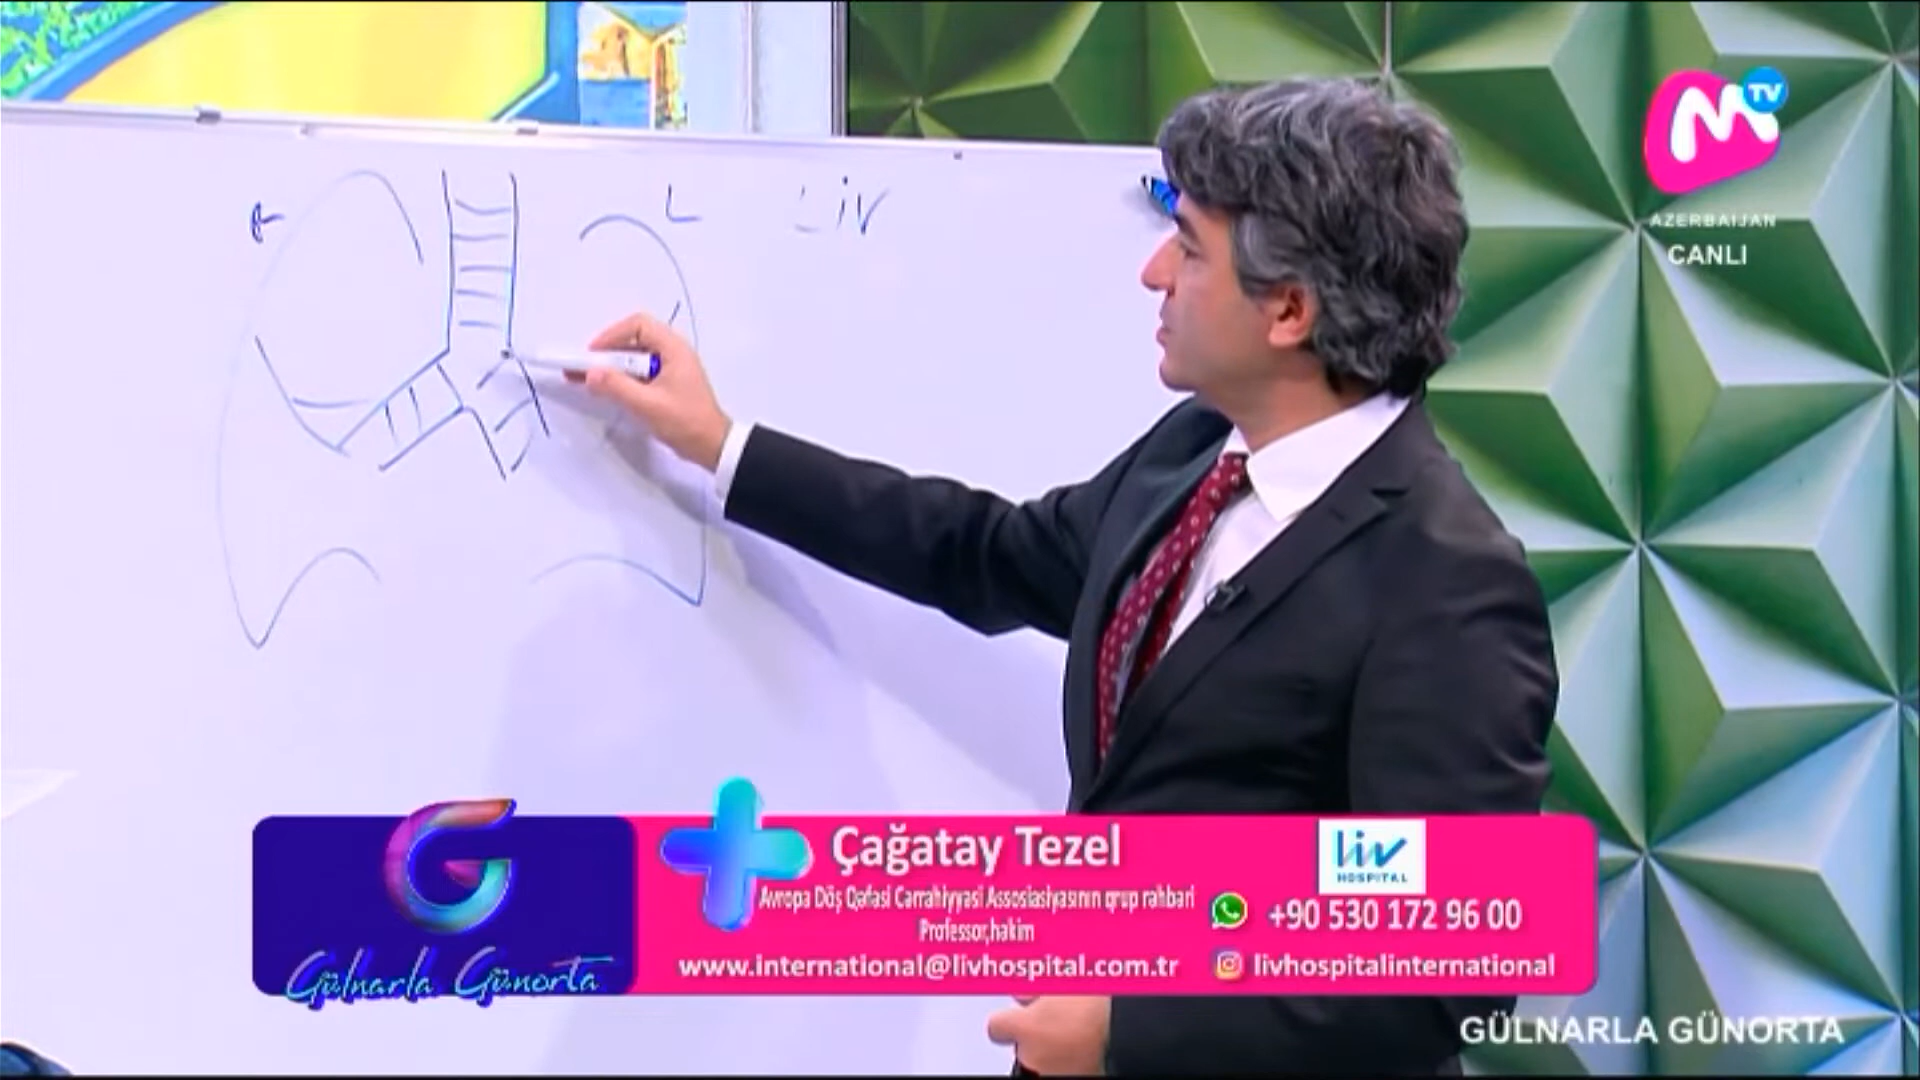 L Liv
M TV
AZERBAIJAN
CANLI
G
Gülnarla Günorta
Çağatay Tezel
Avropa Döş Qəfəsi Cərrahiyyəsi Assosiasiyasının qrup rəhbəri
Professor,həkim
www.international@livhospital.com.tr
Liv
HOSPITAL
+90 530 172 96 00
livhospitalinternational
GÜLNARLA GÜNORTA